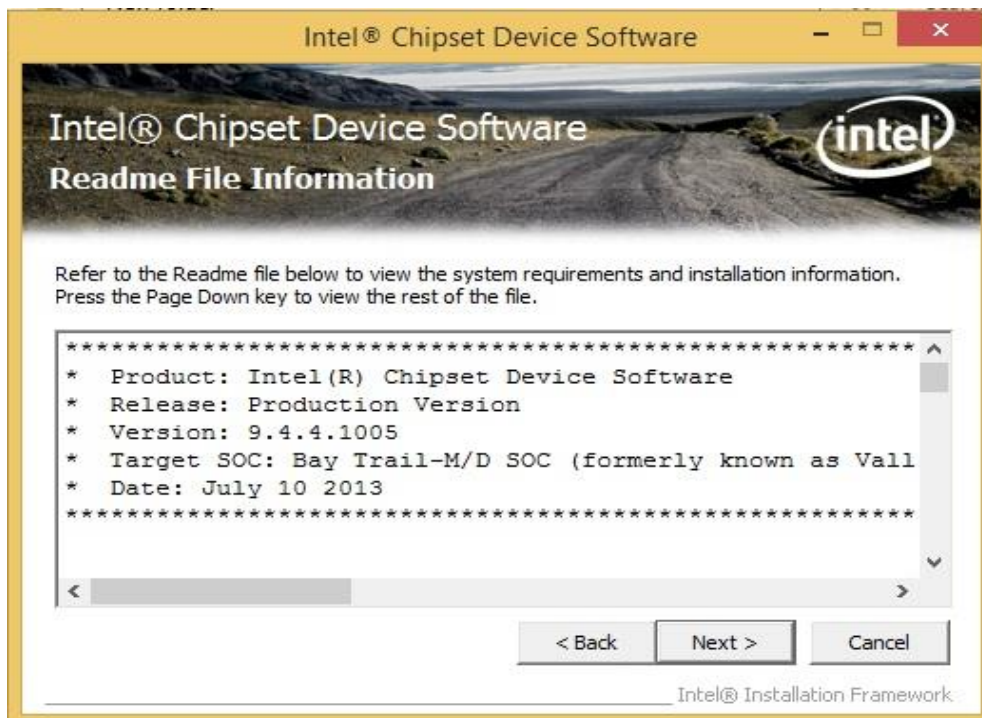 Intel® Chipset Device Software
Intel® Chipset Device Software
intel
Readme File Information
Refer to the Readme file below to view the system requirements and installation information.
Press the Page Down key to view the rest of the file.
*********************************************************
* Product: Intel(R) Chipset Device Software
* Release: Production Version
* Version: 9.4.4.1005
* Target SOC: Bay Trail-M/D SOC (formerly known as Vall
* Date: July 10 2013
*********************************************************
< Back Next > Cancel
Intel® Installation Framework